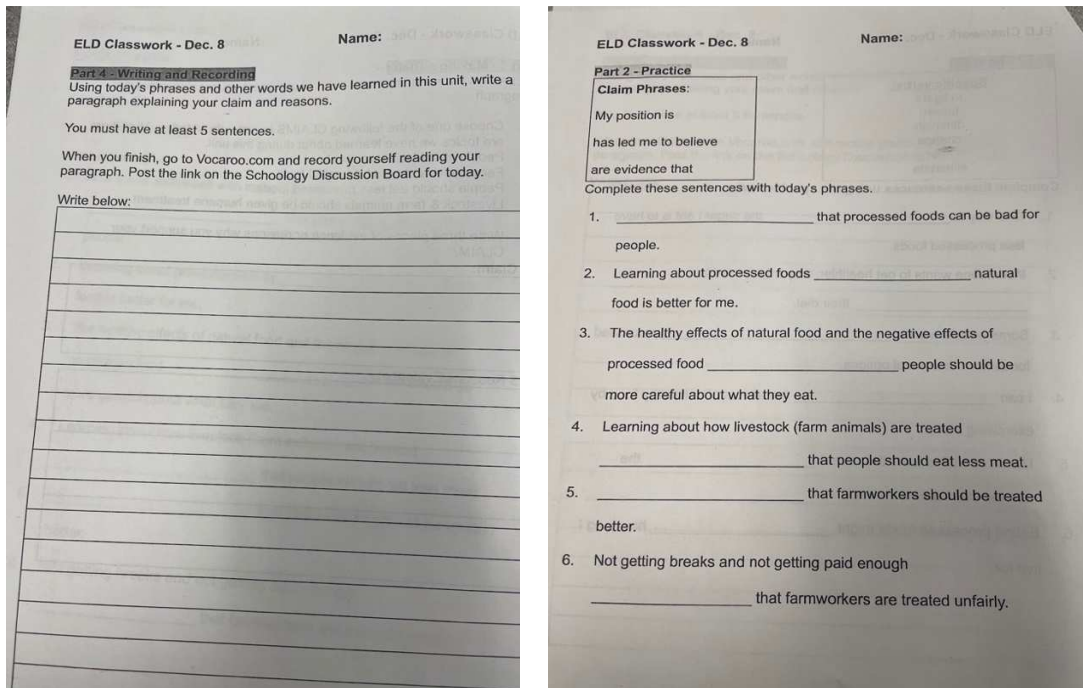 ELD Classwork - Dec. 8
Name:
Part 4 - Writing and Recording
Using today's phrases and other words we have learned in this unit, write a
paragraph explaining your claim and reasons.
You must have at least 5 sentences.
When you finish, go to Vocaroo.com and record yourself reading your
paragraph. Post the link on the Schoology Discussion Board for today.
Write below:
ELD Classwork - Dec. 8
Name:
Part 2 - Practice
Claim Phrases:
My position is
has led me to believe
are evidence that
Complete these sentences with today's phrases.
1. ____________________ that processed foods can be bad for
people.
2. Learning about processed foods ____________________ natural
food is better for me.
3. The healthy effects of natural food and the negative effects of
processed food ____________________ people should be
more careful about what they eat.
4. Learning about how livestock (farm animals) are treated
____________________ that people should eat less meat.
5. ____________________ that farmworkers should be treated
better.
6. Not getting breaks and not getting paid enough
____________________ that farmworkers are treated unfairly.